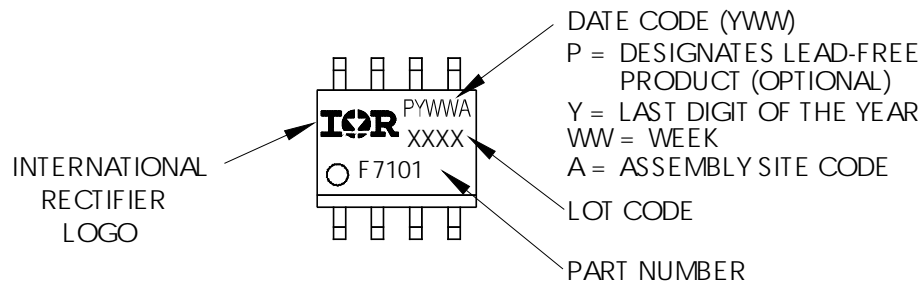 DATE CODE (YWW)
P = DESIGNATES LEAD-FREE
PRODUCT (OPTIONAL)
Y = LAST DIGIT OF THE YEAR
WW = WEEK
A = ASSEMBLY SITE CODE
LOT CODE
PART NUMBER
INTERNATIONAL
RECTIFIER
LOGO
IOR
PYWWA
XXXX
F7101